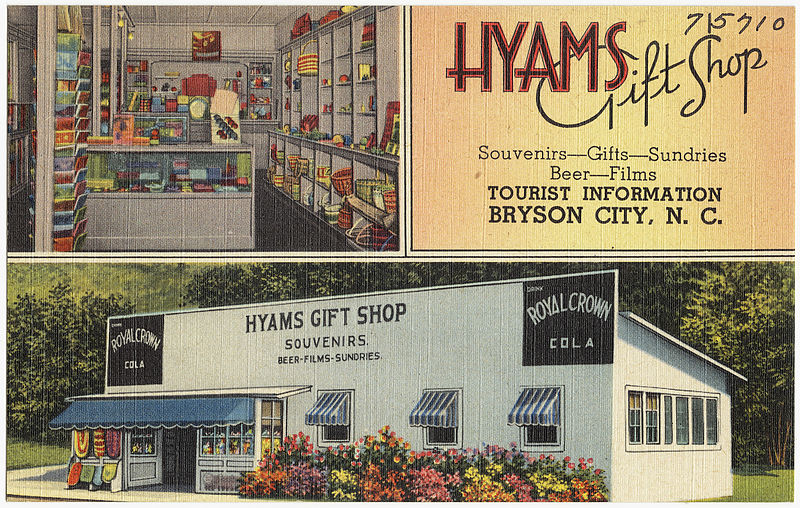 715710
HYAMS
Gift Shop
Souvenirs—Gifts—Sundries
Beer—Films
TOURIST INFORMATION
BRYSON CITY, N. C.
DRINK
ROYAL CROWN
COLA
HYAMS GIFT SHOP
SOUVENIRS.
BEER-FILMS-SUNDRIES.
DRINK
ROYAL CROWN
COLA